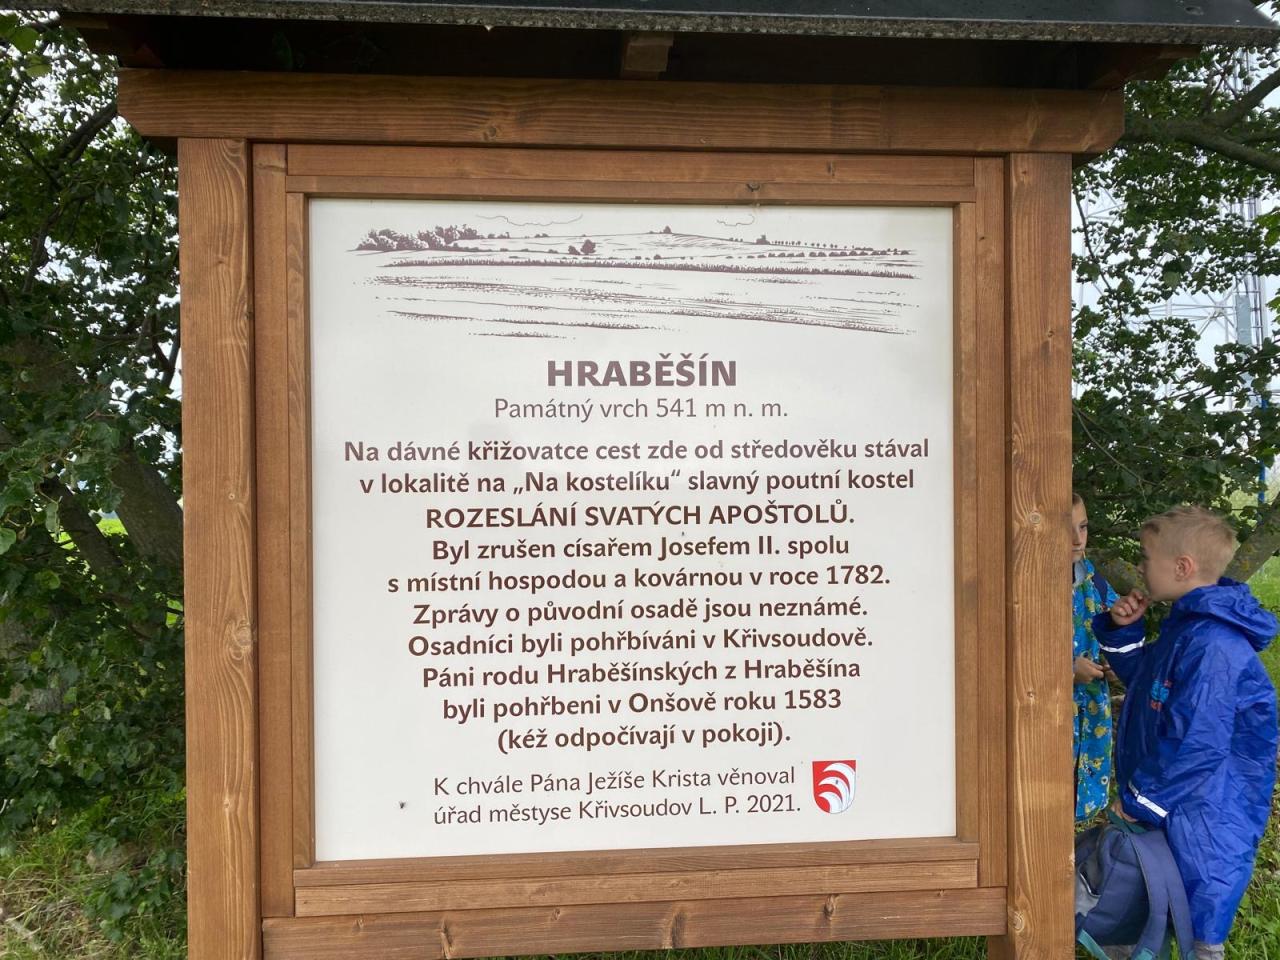 HRABĚŠÍN
Památný vrch 541 m n. m.
Na dávné křižovatce cest zde od středověku stával
v lokalitě na „Na kostelíku“ slavný poutní kostel
ROZESLÁNÍ SVATÝCH APOŠTOLŮ.
Byl zrušen císařem Josefem II. spolu
s místní hospodou a kovárnou v roce 1782.
Zprávy o původní osadě jsou neznámé.
Osadníci byli pohřbíváni v Křivsoudově.
Páni rodu Hraběšínských z Hraběšína
byli pohřbeni v Onšově roku 1583
(kéž odpočívají v pokoji).
K chvále Pána Ježíše Krista věnoval
úřad městyse Křivsoudov L. P. 2021.